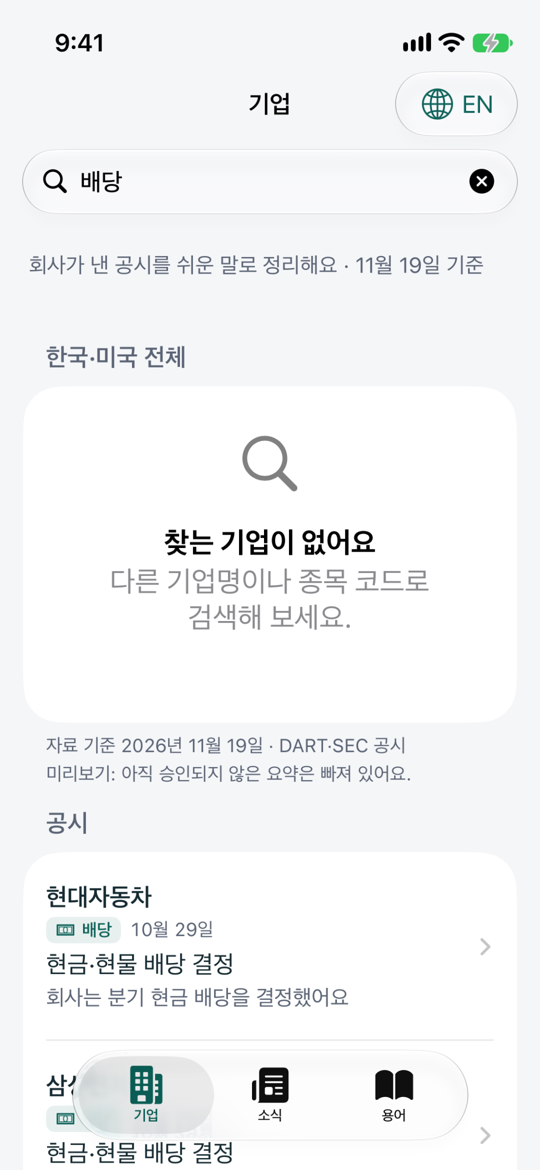 9:41
기업
EN
배당
회사가 낸 공시를 쉬운 말로 정리해요 · 11월 19일 기준
한국·미국 전체
찾는 기업이 없어요
다른 기업명이나 종목 코드로
검색해 보세요.
자료 기준 2026년 11월 19일 · DART·SEC 공시
미리보기: 아직 승인되지 않은 요약은 빠져 있어요.
공시
현대자동차
배당 10월 29일
현금·현물 배당 결정
회사는 분기 현금 배당을 결정했어요
기업
소식
용어
현금·현물 배당 결정